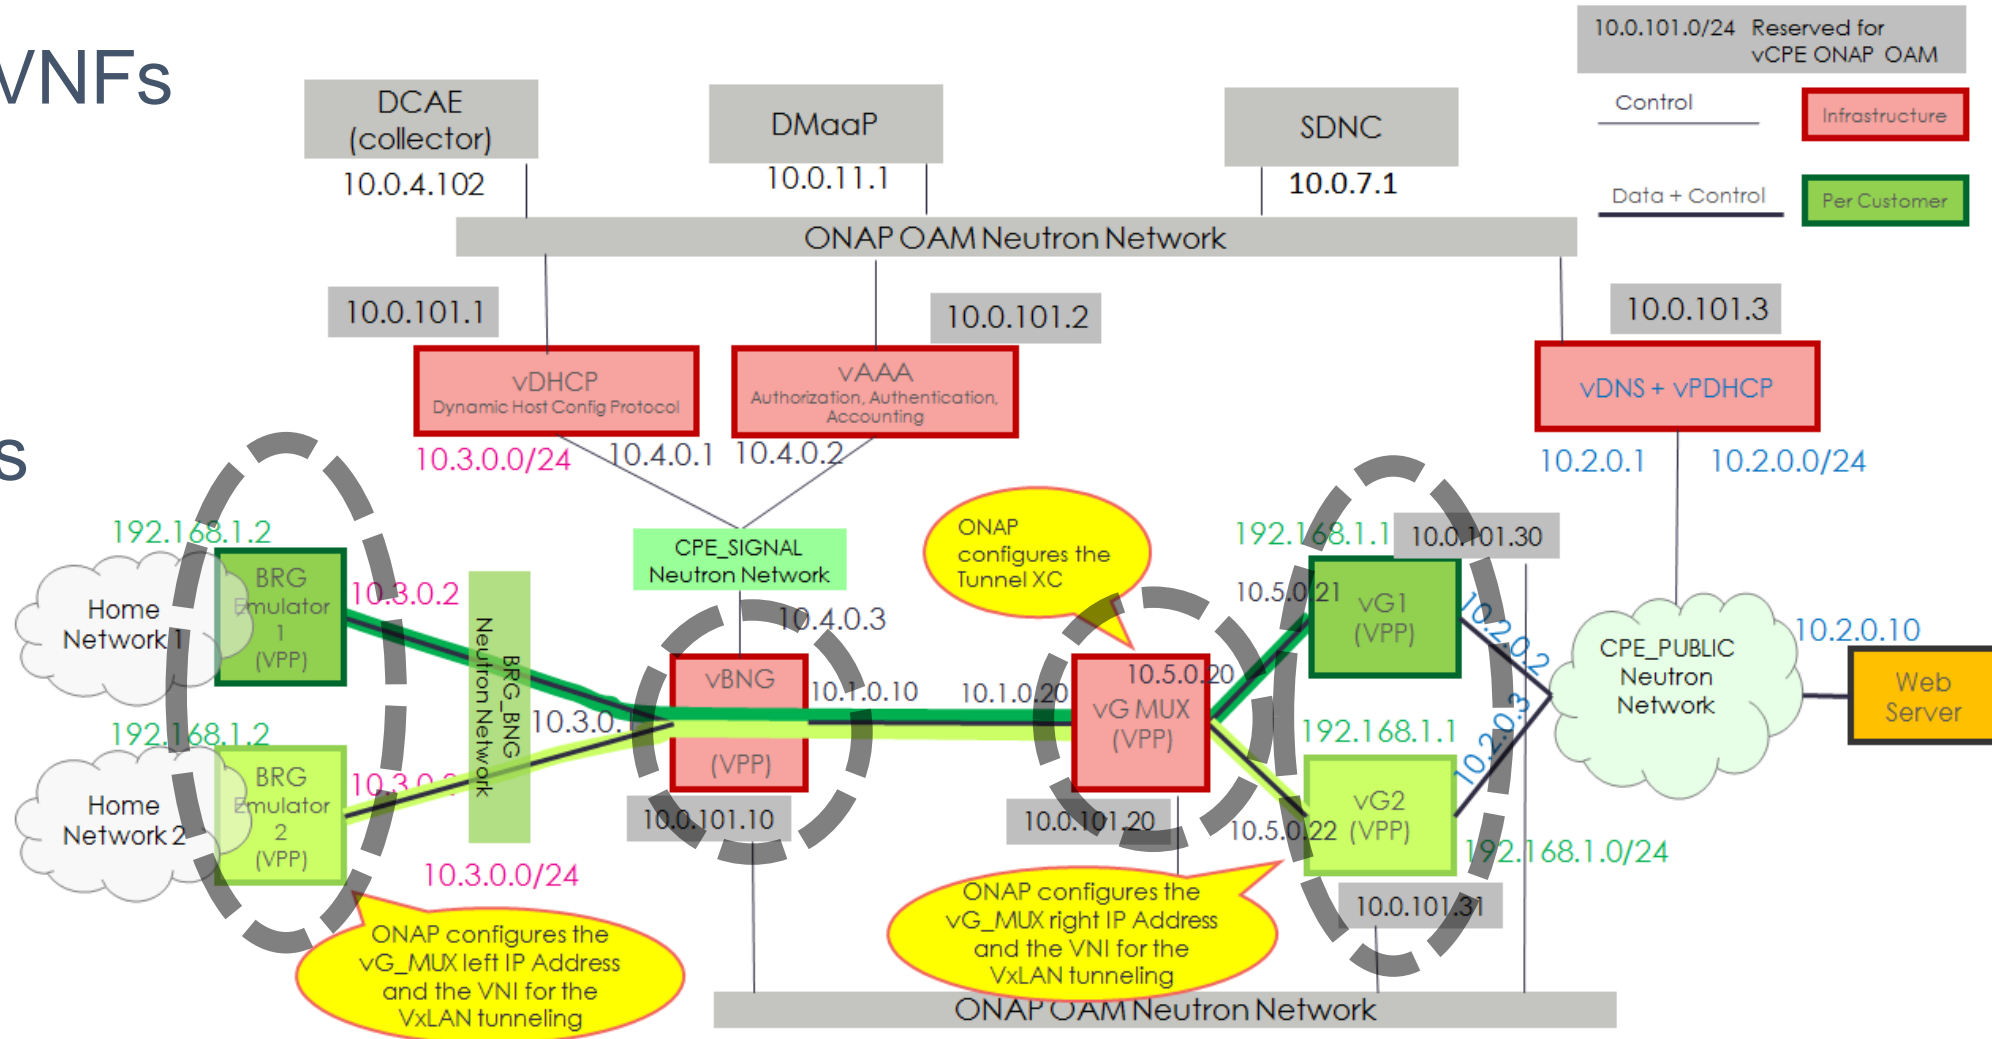 VNFs
s
10.0.101.0/24 Reserved for
vCPE ONAP OAM
Control
Infrastructure
Data + Control
Per Customer
DCAE
(collector)
10.0.4.102
DMaaP
10.0.11.1
SDNC
10.0.7.1
ONAP OAM Neutron Network
10.0.101.1
10.0.101.2
10.0.101.3
vDHCP
Dynamic Host Config Protocol
vAAA
Authorization, Authentication,
Accounting
vDNS + vPDHCP
10.3.0.0/24
10.4.0.1
10.4.0.2
10.2.0.1
10.2.0.0/24
CPE_SIGNAL
Neutron Network
10.4.0.3
ONAP
configures the
Tunnel XC
192.168.1.2
Home
Network 1
BRG
Emulator
1
(VPP)
10.3.0.2
192.168.1.2
Home
Network 2
BRG
Emulator
2
(VPP)
BRG_BNG
Neutron Network
10.3.0.0/24
vBNG
(VPP)
10.1.0.10
10.1.0.20
10.0.101.10
vG MUX
(VPP)
10.5.0.20
10.0.101.20
192.168.1.1
10.0.101.30
10.5.0.21
vG1
(VPP)
10.2.0.2
192.168.1.1
10.5.0.22
vG2
(VPP)
10.2.0.3
192.168.1.0/24
10.0.101.31
CPE_PUBLIC
Neutron
Network
10.2.0.10
Web
Server
ONAP configures the
vG_MUX left IP Address
and the VNI for the
VxLAN tunneling
ONAP configures the
vG_MUX right IP Address
and the VNI for the
VxLAN tunneling
ONAP OAM Neutron Network